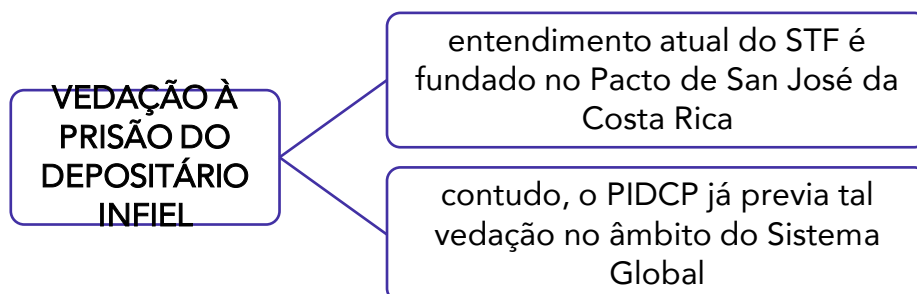 VEDAÇÃO À
PRISÃO DO
DEPOSITÁRIO
INFIEL
entendimento atual do STF é
fundado no Pacto de San José da
Costa Rica
contudo, o PIDCP já previa tal
vedação no âmbito do Sistema
Global